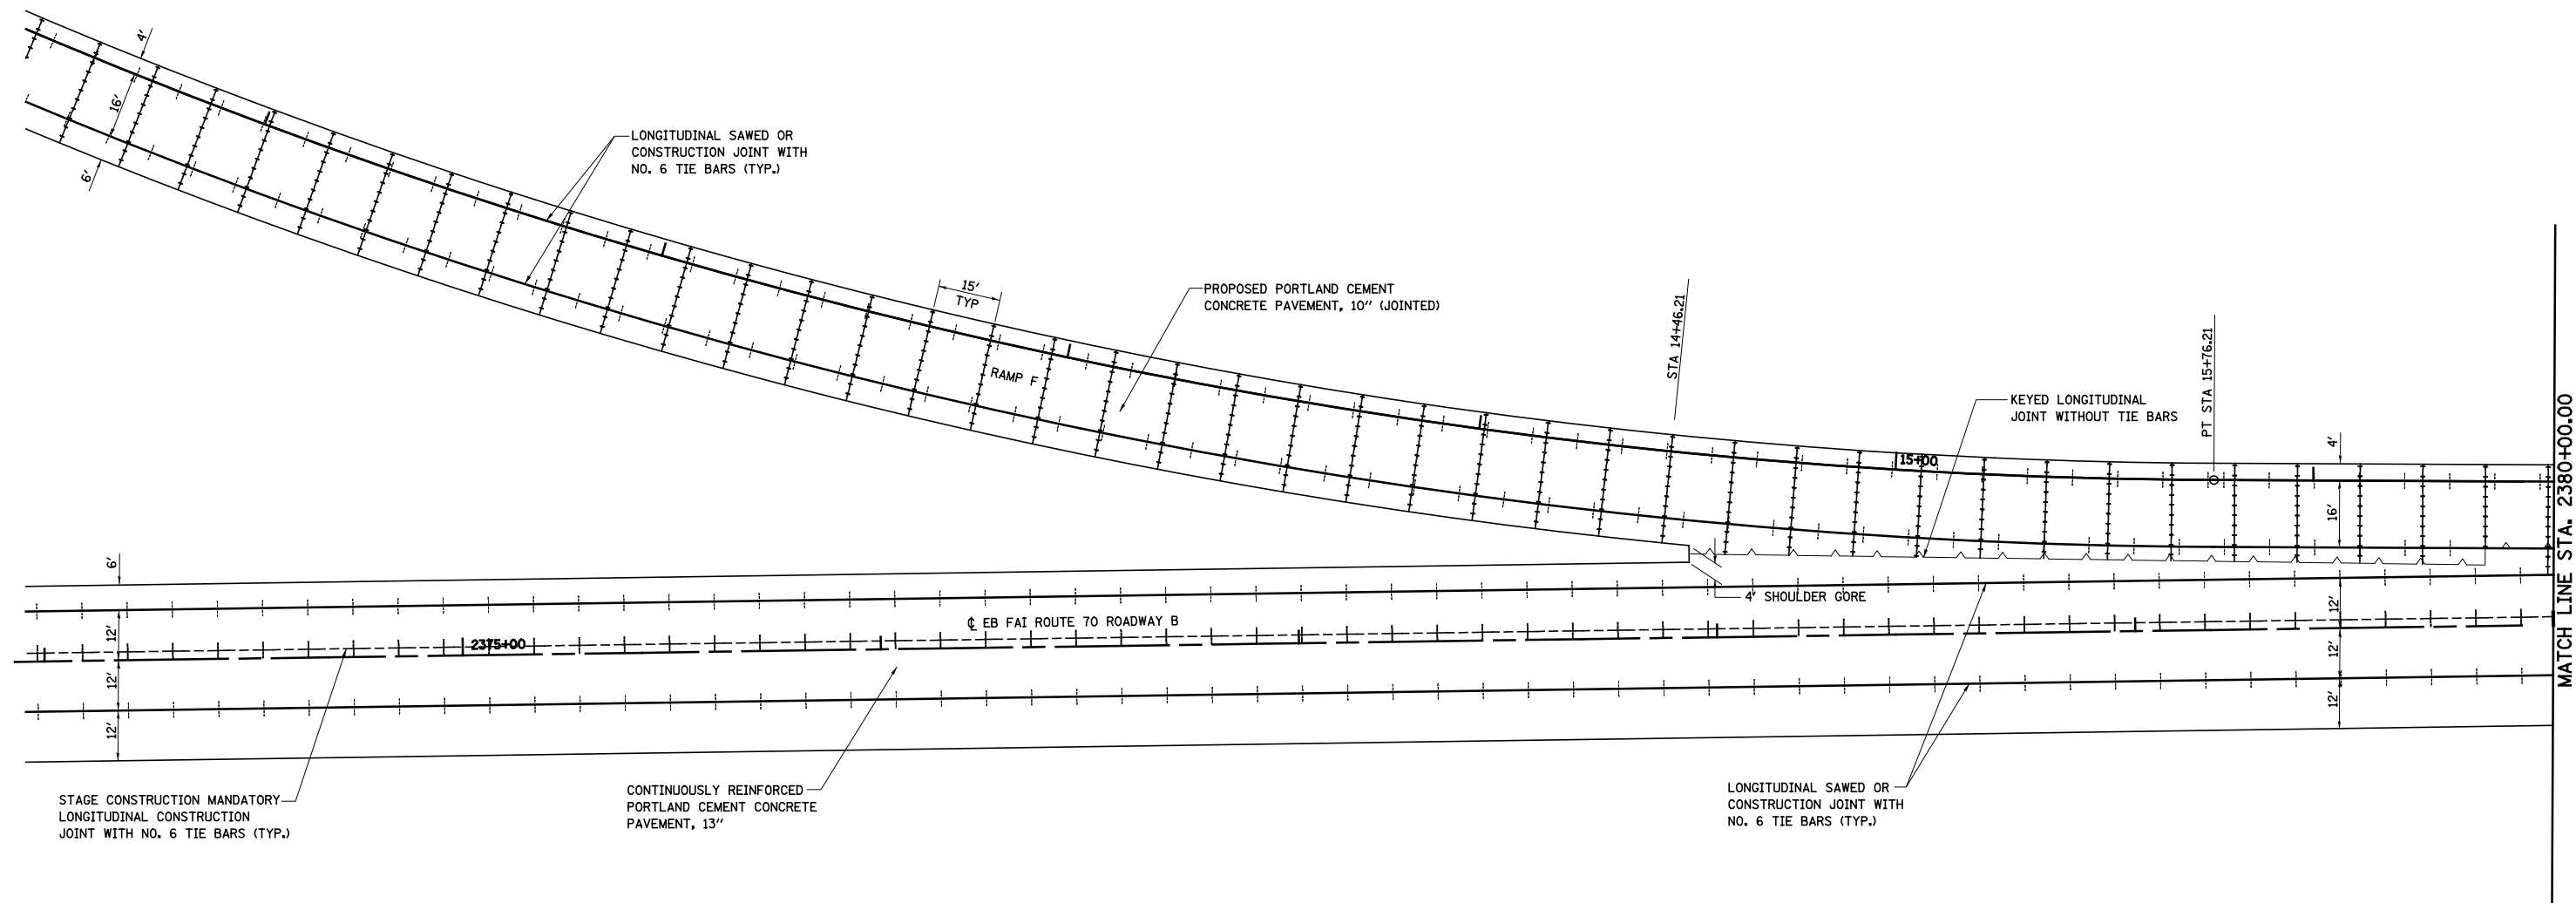 4'
16'
6'
LONGITUDINAL SAWED OR
CONSTRUCTION JOINT WITH
NO. 6 TIE BARS (TYP.)
15'
TYP
PROPOSED PORTLAND CEMENT
CONCRETE PAVEMENT, 10" (JOINTED)
RAMP F
STA 14+46.21
KEYED LONGITUDINAL
JOINT WITHOUT TIE BARS
PT STA 15+76.21
15+00
4'
16'
MATCH LINE STA. 2380+00.00
6'
12'
12'
12'
4' SHOULDER GORE
℄ EB FAI ROUTE 70 ROADWAY B
2375+00
12'
12'
12'
STAGE CONSTRUCTION MANDATORY
LONGITUDINAL CONSTRUCTION
JOINT WITH NO. 6 TIE BARS (TYP.)
CONTINUOUSLY REINFORCED
PORTLAND CEMENT CONCRETE
PAVEMENT, 13"
LONGITUDINAL SAWED OR
CONSTRUCTION JOINT WITH
NO. 6 TIE BARS (TYP.)